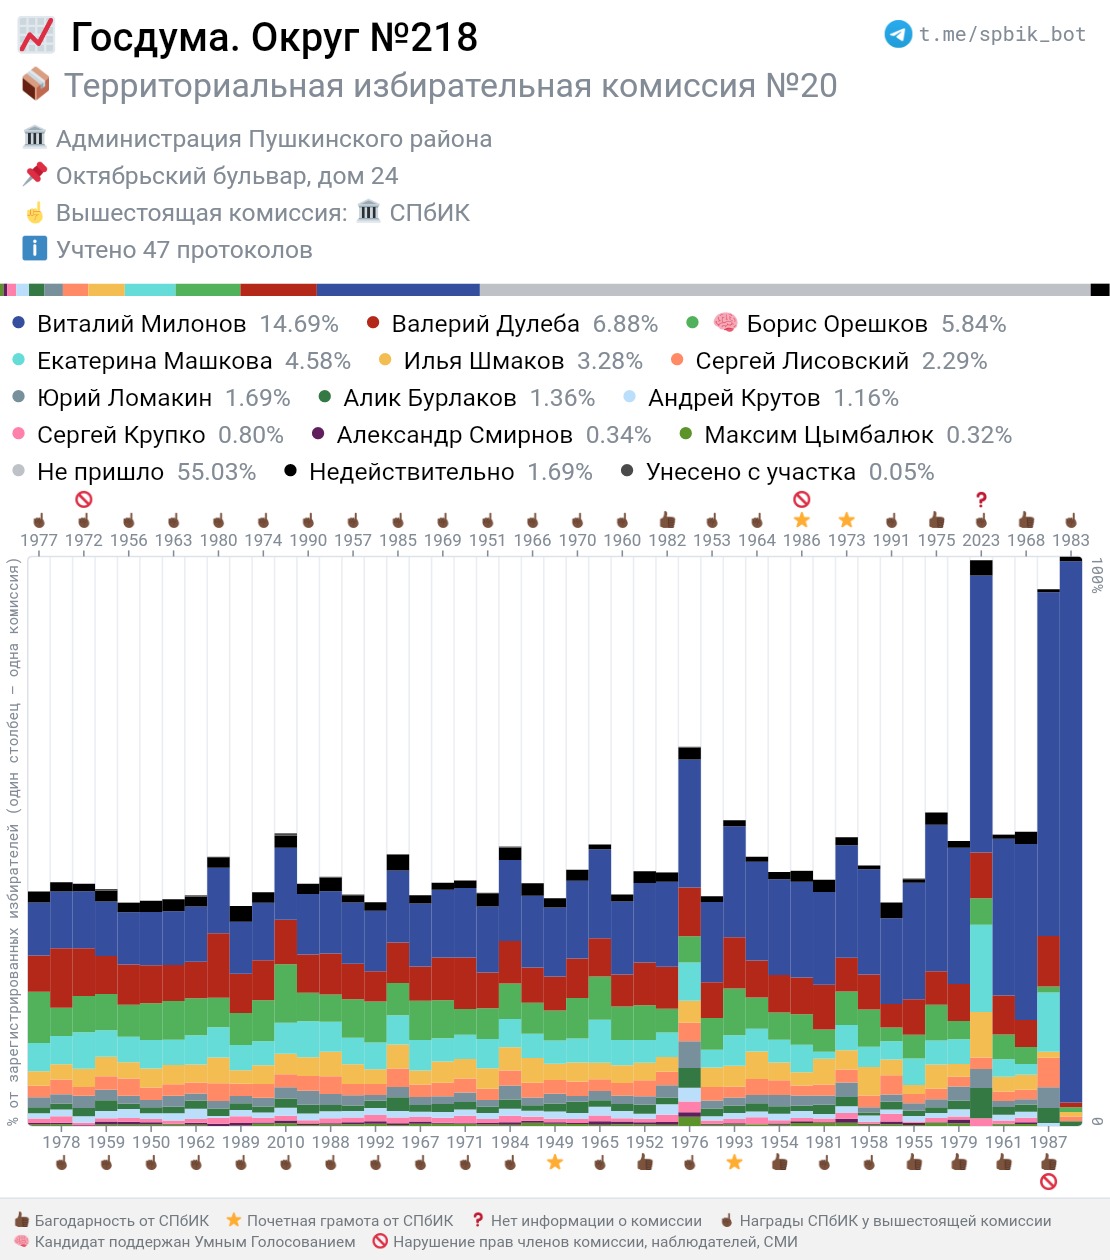 Госдума. Округ №218
t.me/spbik_bot
Территориальная избирательная комиссия №20
Администрация Пушкинского района
Октябрьский бульвар, дом 24
Вышестоящая комиссия: СПбИК
Учтено 47 протоколов
Виталий Милонов 14.69% Валерий Дулеба 6.88% Борис Орешков 5.84%
Екатерина Машкова 4.58% Илья Шмаков 3.28% Сергей Лисовский 2.29%
Юрий Ломакин 1.69% Алик Бурлаков 1.36% Андрей Крутов 1.16%
Сергей Крупко 0.80% Александр Смирнов 0.34% Максим Цымбалюк 0.32%
Не пришло 55.03% Недействительно 1.69% Унесено с участка 0.05%
1977 1972 1956 1963 1980 1974 1990 1957 1985 1969 1951 1966 1970 1960 1982 1953 1964 1986 1973 1991 1975 2023 1968 1983
% от зарегистрированных избирателей (один столбец – одна комиссия)
100%
0
1978 1959 1950 1962 1989 2010 1988 1992 1967 1971 1984 1949 1965 1952 1976 1993 1954 1981 1958 1955 1979 1961 1987
Багодарность от СПбИК Почетная грамота от СПбИК Нет информации о комиссии Награды СПбИК у вышестоящей комиссии
Кандидат поддержан Умным Голосованием Нарушение прав членов комиссии, наблюдателей, СМИ